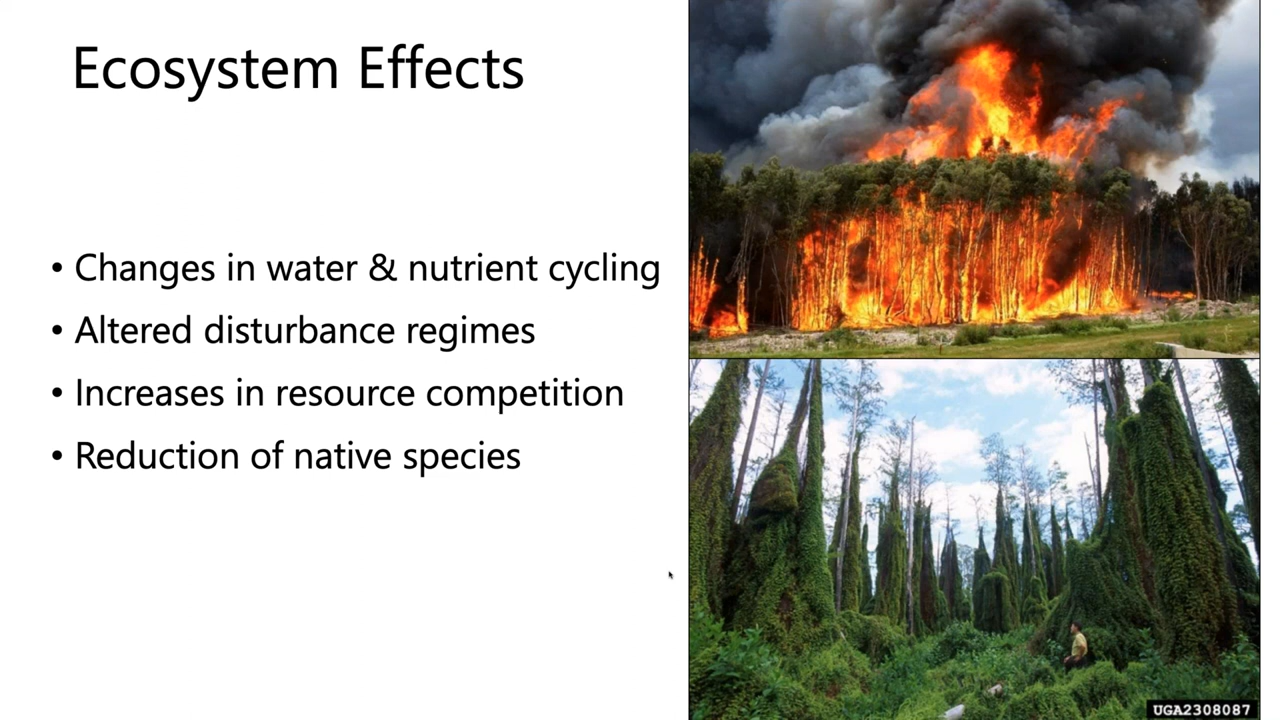 Ecosystem Effects
• Changes in water & nutrient cycling
• Altered disturbance regimes
• Increases in resource competition
• Reduction of native species
UGA2308087